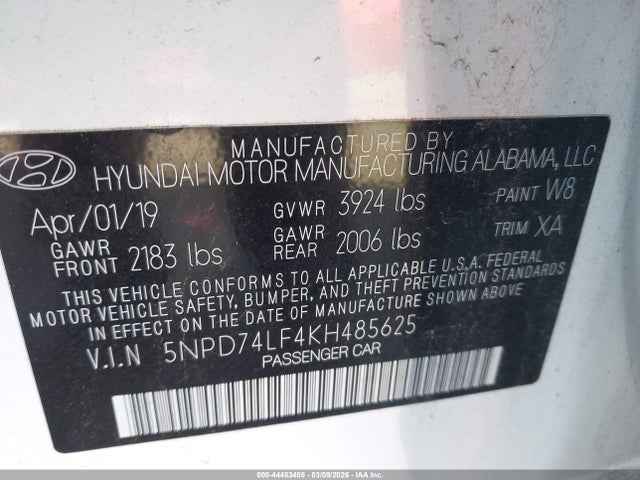 MANUFACTURED BY
HYUNDAI MOTOR MANUFACTURING ALABAMA, LLC
Apr/01/19 GVWR 3924 lbs PAINT W8
GAWR FRONT 2183 lbs GAWR REAR 2006 lbs TRIM XA
THIS VEHICLE CONFORMS TO ALL APPLICABLE U.S.A. FEDERAL
MOTOR VEHICLE SAFETY, BUMPER, AND THEFT PREVENTION STANDARDS
IN EFFECT ON THE DATE OF MANUFACTURE SHOWN ABOVE.
V.I.N 5NPD74LF4KH485625
PASSENGER CAR
000-44483405 | 03/09/2026 - IAA Inc.